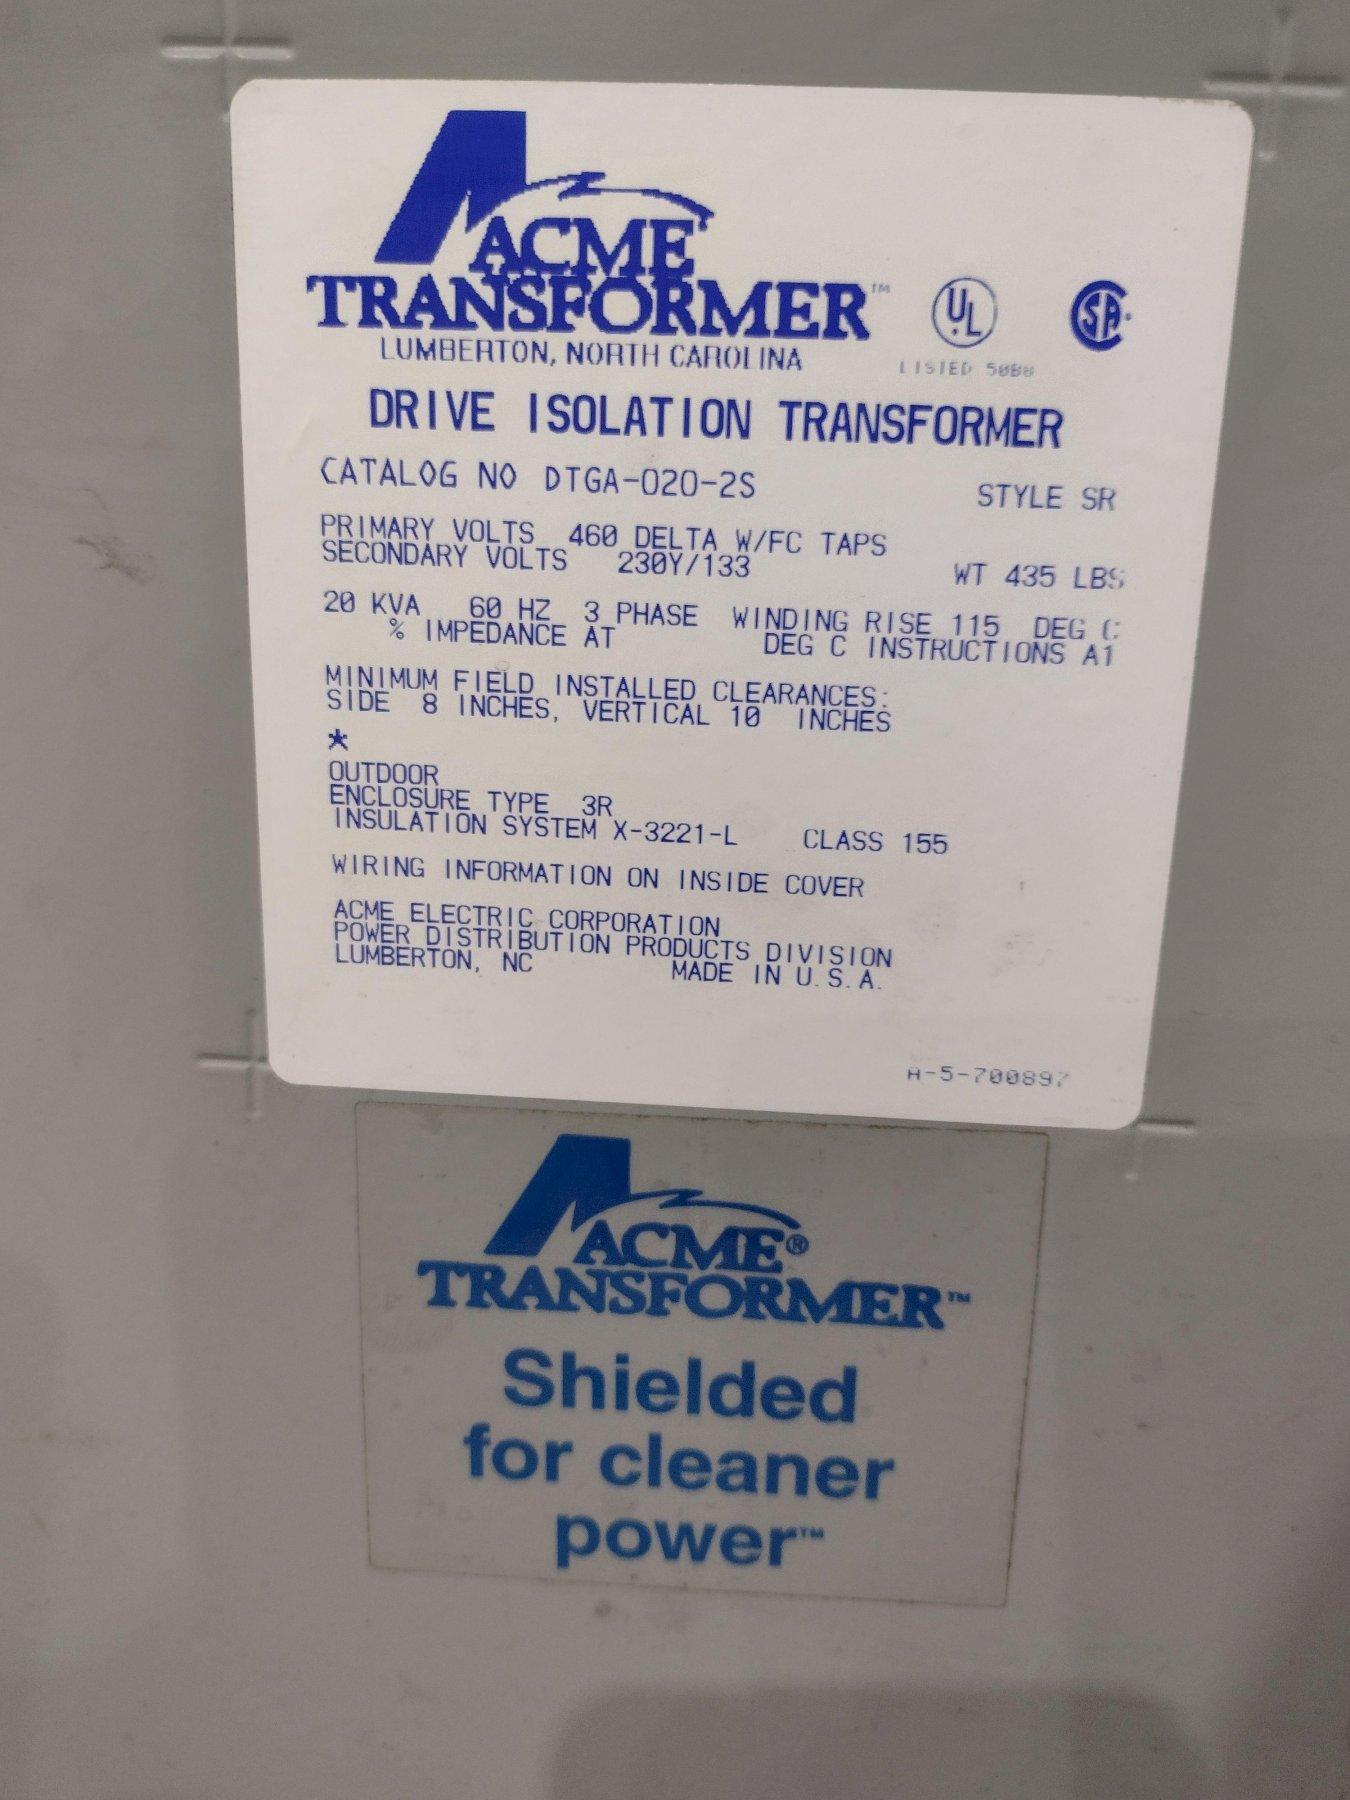 ACME
TRANSFORMER™
LUMBERTON, NORTH CAROLINA
UL
LISTED 50B8
SA
DRIVE ISOLATION TRANSFORMER
CATALOG NO DTGA-020-2S STYLE SR
PRIMARY VOLTS 460 DELTA W/FC TAPS
SECONDARY VOLTS 230Y/133 WT 435 LBS
20 KVA 60 HZ 3 PHASE WINDING RISE 115 DEG C
% IMPEDANCE AT DEG C INSTRUCTIONS A1
MINIMUM FIELD INSTALLED CLEARANCES:
SIDE 8 INCHES, VERTICAL 10 INCHES
*
OUTDOOR
ENCLOSURE TYPE 3R
INSULATION SYSTEM X-3221-L CLASS 155
WIRING INFORMATION ON INSIDE COVER
ACME ELECTRIC CORPORATION
POWER DISTRIBUTION PRODUCTS DIVISION
LUMBERTON, NC MADE IN U.S.A.
A-5-700897
ACME®
TRANSFORMER™
Shielded
for cleaner
power™